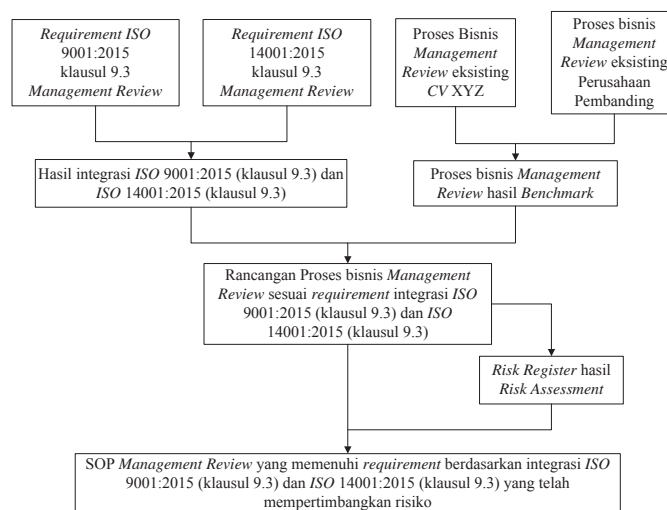 Requirement ISO
9001:2015
klausul 9.3
Management Review
Requirement ISO
14001:2015
klausul 9.3
Management Review
Proses Bisnis
Management
Review eksisting
CV XYZ
Proses bisnis
Management
Review eksisting
Perusahaan
Pembanding
Hasil integrasi ISO 9001:2015 (klausul 9.3) dan
ISO 14001:2015 (klausul 9.3)
Proses bisnis Management
Review hasil Benchmark
Rancangan Proses bisnis Management
Review sesuai requirement integrasi ISO
9001:2015 (klausul 9.3) dan ISO
14001:2015 (klausul 9.3)
Risk Register hasil
Risk Assessment
SOP Management Review yang memenuhi requirement berdasarkan integrasi ISO
9001:2015 (klausul 9.3) dan ISO 14001:2015 (klausul 9.3) yang telah
mempertimbangkan risiko